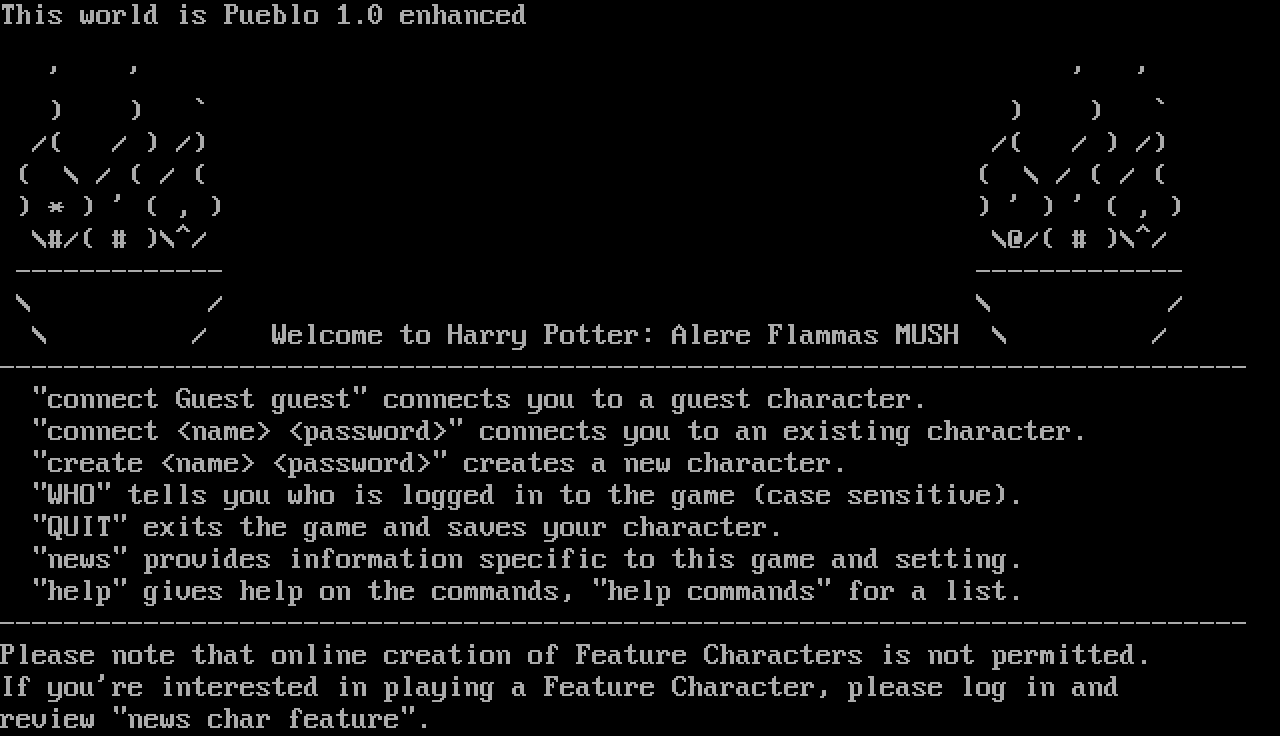 This world is Pueblo 1.0 enhanced
Welcome to Harry Potter: Alere Flammas MUSH
"connect Guest guest" connects you to a guest character.
"connect <name> <password>" connects you to an existing character.
"create <name> <password>" creates a new character.
"WHO" tells you who is logged in to the game (case sensitive).
"QUIT" exits the game and saves your character.
"news" provides information specific to this game and setting.
"help" gives help on the commands, "help commands" for a list.
Please note that online creation of Feature Characters is not permitted.
If you're interested in playing a Feature Character, please log in and
review "news char feature".